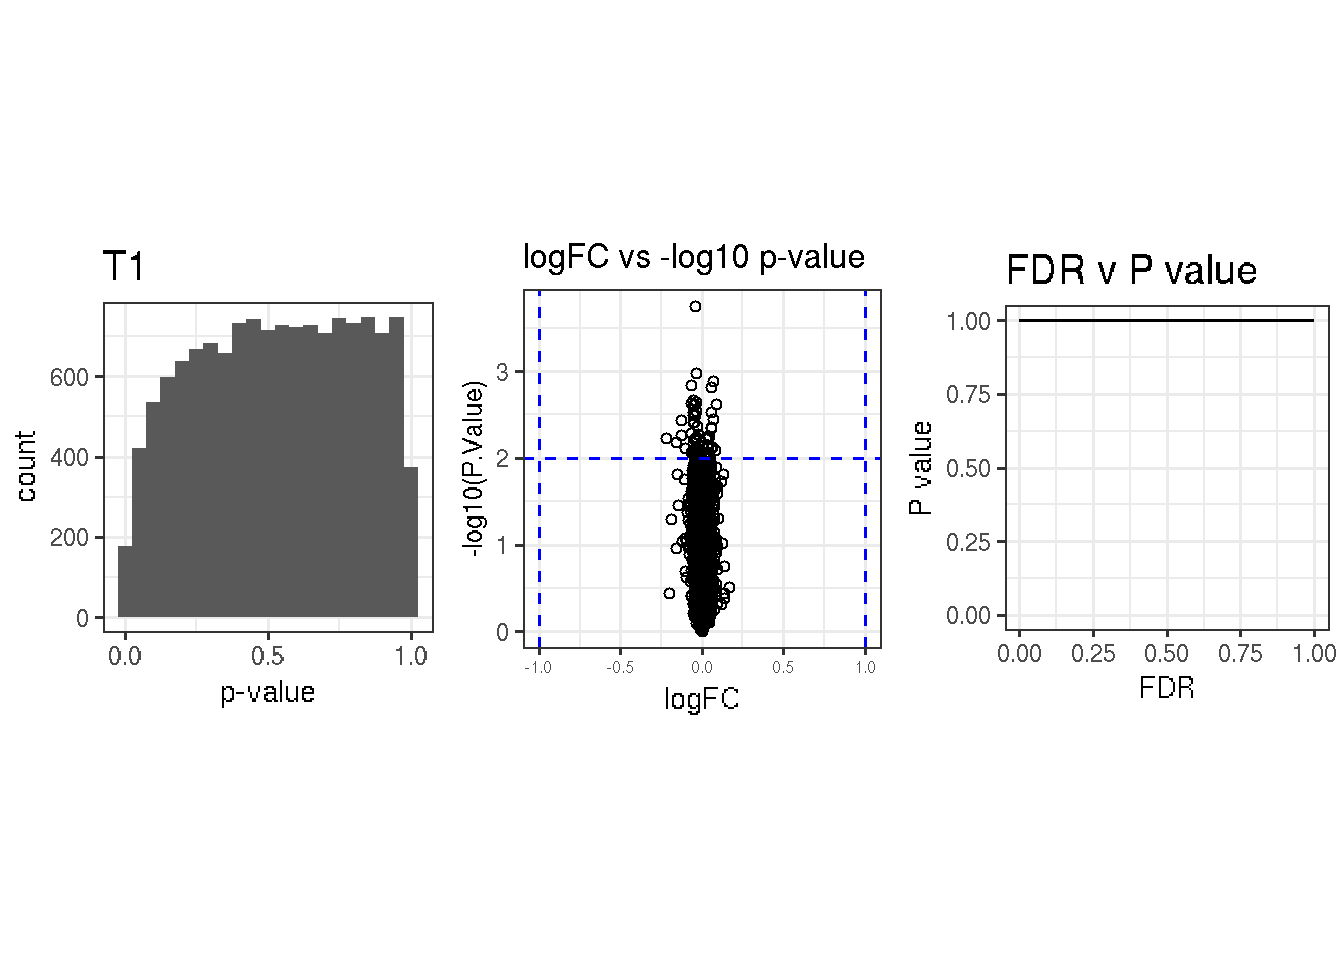 T1
count
600
400
200
0
0.0 0.5 1.0
p-value
logFC vs -log10 p-value
-log10(P.Value)
3
2
1
0
-1.0 -0.5 0.0 0.5 1.0
logFC
FDR v P value
P value
1.00
0.75
0.50
0.25
0.00
0.00 0.25 0.50 0.75 1.00
FDR